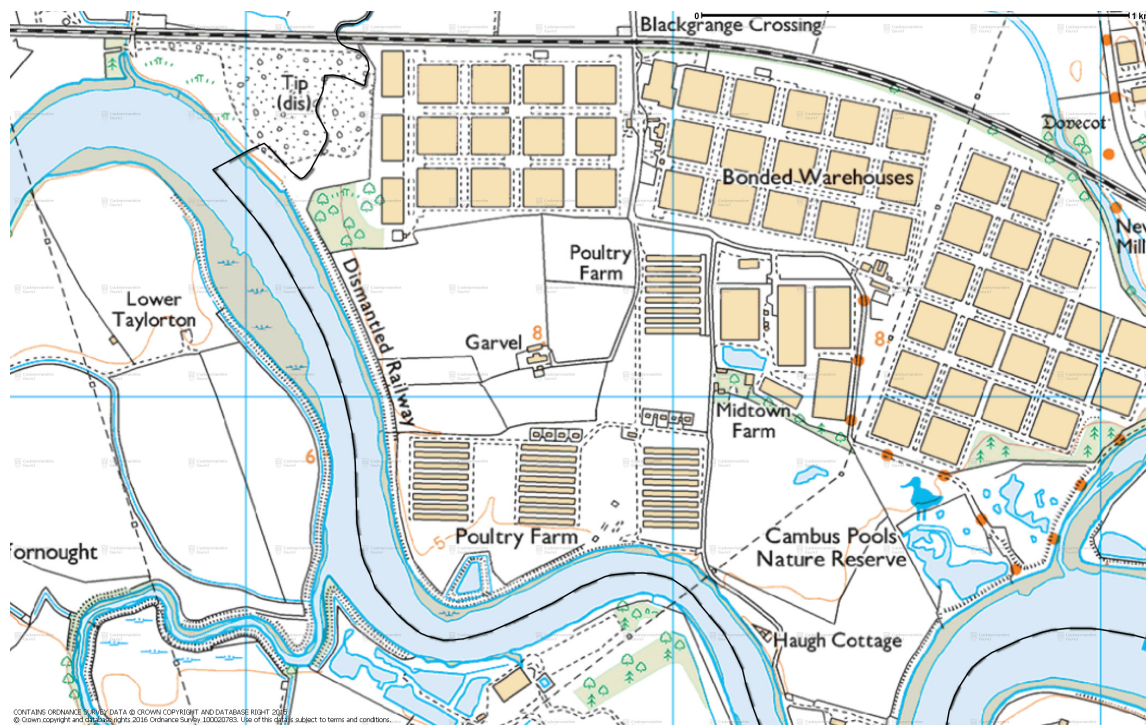 Blackgrange Crossing
0
1 k
Tip
(dis)
Dovecot
Bonded Warehouses
New
Mill
Poultry
Farm
Dismantled Railway
Lower
Taylorton
Garvel
8
8
Midtown
Farm
6
5
Poultry Farm
Cambus Pools
Nature Reserve
ornought
Haugh Cottage
CONTAINS ORDNANCE SURVEY DATA © CROWN COPYRIGHT AND DATABASE RIGHT 2015
© Crown copyright and database rights 2016 Ordnance Survey 100020783. Use of this data is subject to terms and conditions.